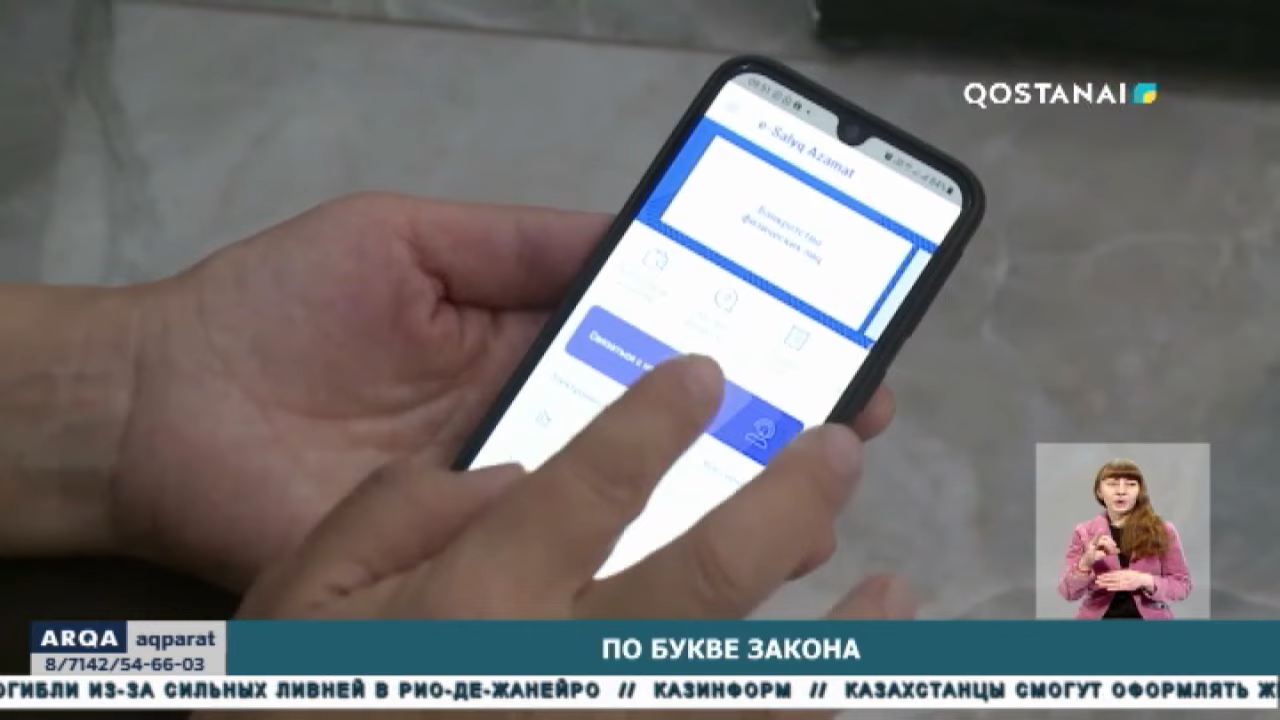 QOSTANAI
e-Salyq Azamat
Банкротство
физических лиц
Связаться с
ARQA aqparat
8/7142/54-66-03
ПО БУКВЕ ЗАКОНА
ОГИБЛИ ИЗ-ЗА СИЛЬНЫХ ЛИВНЕЙ В РИО-ДЕ-ЖАНЕЙРО // КАЗИНФОРМ // КАЗАХСТАНЦЫ СМОГУТ ОФОРМЛЯТЬ